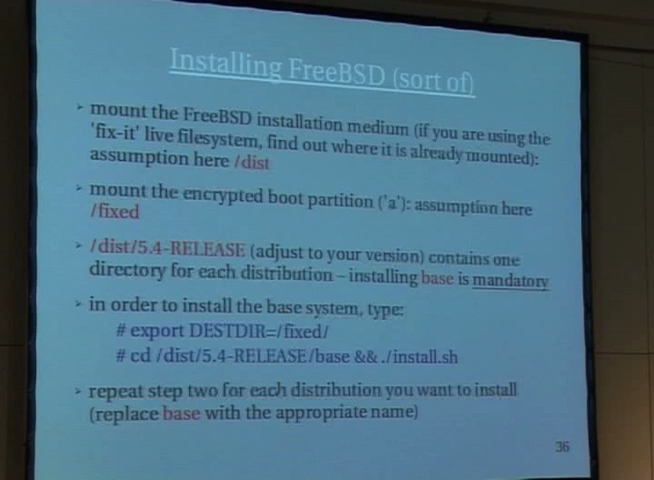 Installing FreeBSD (sort of)
➢ mount the FreeBSD installation medium (if you are using the
'fix-it' live filesystem, find out where it is already mounted):
assumption here /dist
➢ mount the encrypted boot partition ('a'): assumption here
/fixed
➢ /dist/5.4-RELEASE (adjust to your version) contains one
directory for each distribution – installing base is mandatory
➢ in order to install the base system, type:
# export DESTDIR=/fixed/
# cd /dist/5.4-RELEASE/base && ./install.sh
➢ repeat step two for each distribution you want to install
(replace base with the appropriate name)
36